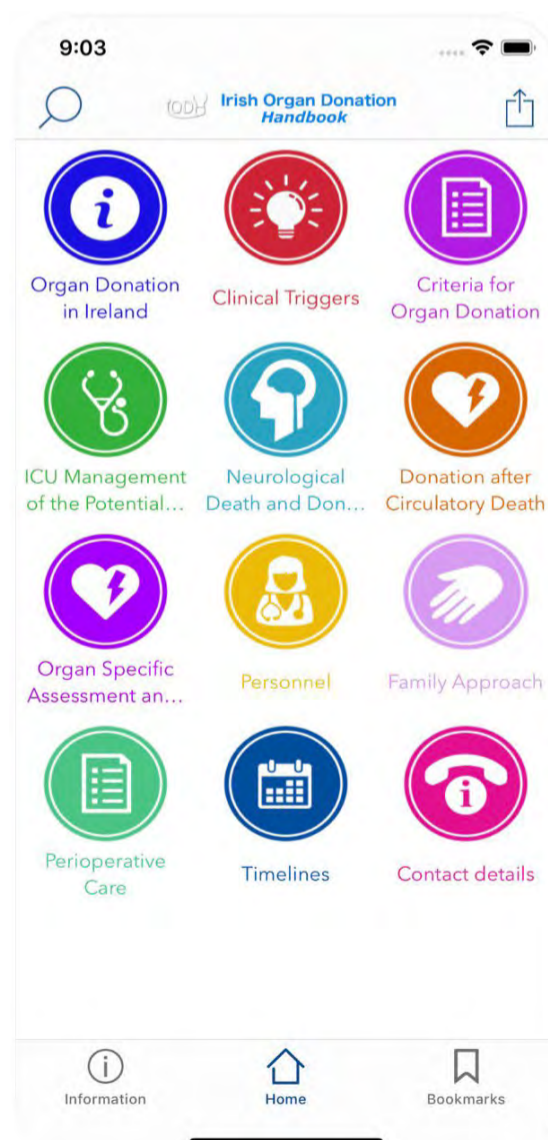 9:03
IODH
Irish Organ Donation
Handbook
Organ Donation
in Ireland
Clinical Triggers
Criteria for
Organ Donation
ICU Management
of the Potential...
Neurological
Death and Don...
Donation after
Circulatory Death
Organ Specific
Assessment an...
Personnel
Family Approach
Perioperative
Care
Timelines
Contact details
Information
Home
Bookmarks